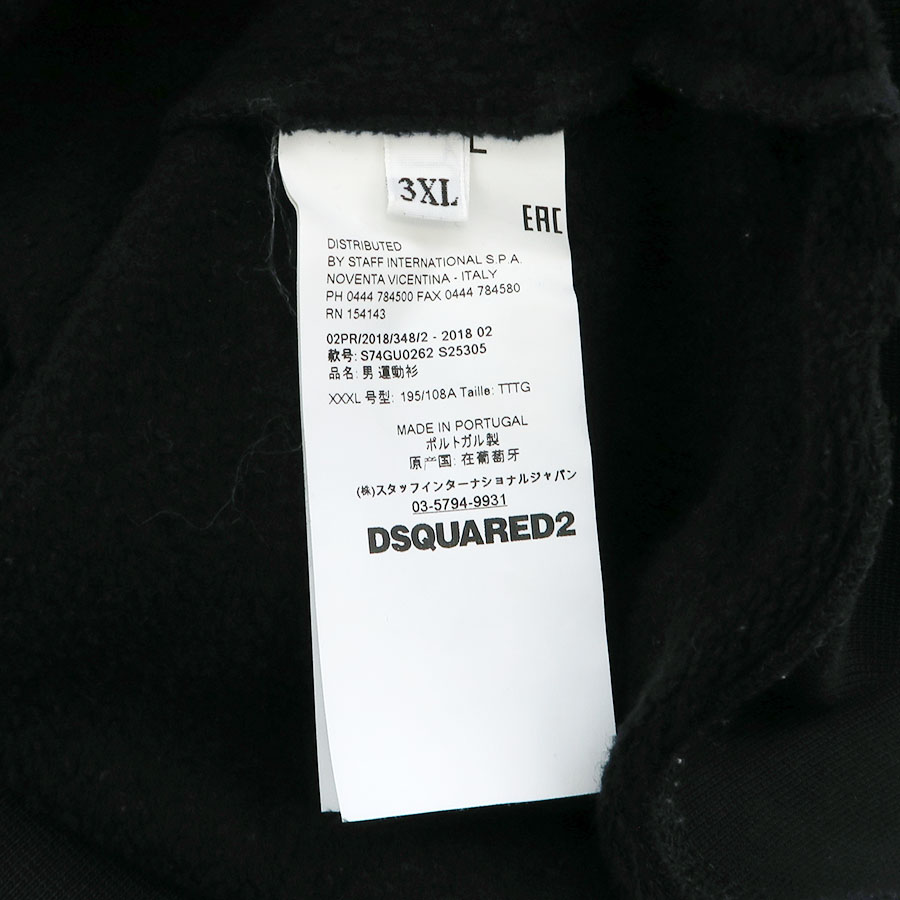 L
3XL
EAC
DISTRIBUTED
BY STAFF INTERNATIONAL S.P.A.
NOVENTA VICENTINA - ITALY
PH 0444 784500 FAX 0444 784580
RN 154143
02PR/2018/348/2 - 2018 02
款号: S74GU0262 S25305
品名: 男 運動衫
XXXL 号型: 195/108A Taille: TTTG
MADE IN PORTUGAL
ポルトガル製
原产国: 在葡萄牙
(株)スタッフインターナショナルジャパン
03-5794-9931
DSQUARED2